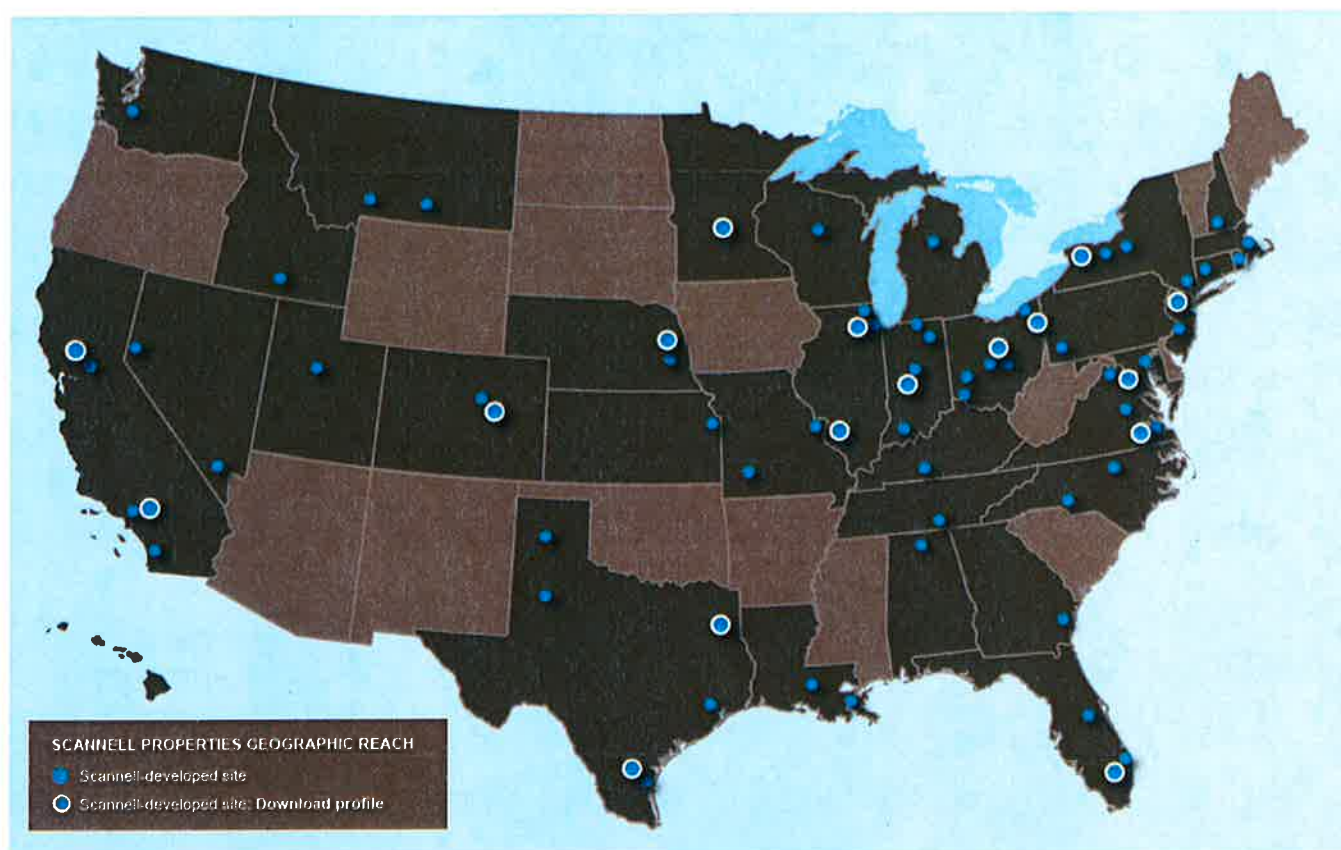 SCANNELL PROPERTIES GEOGRAPHIC REACH
Scannell-developed site
Scannell-developed site: Download profile